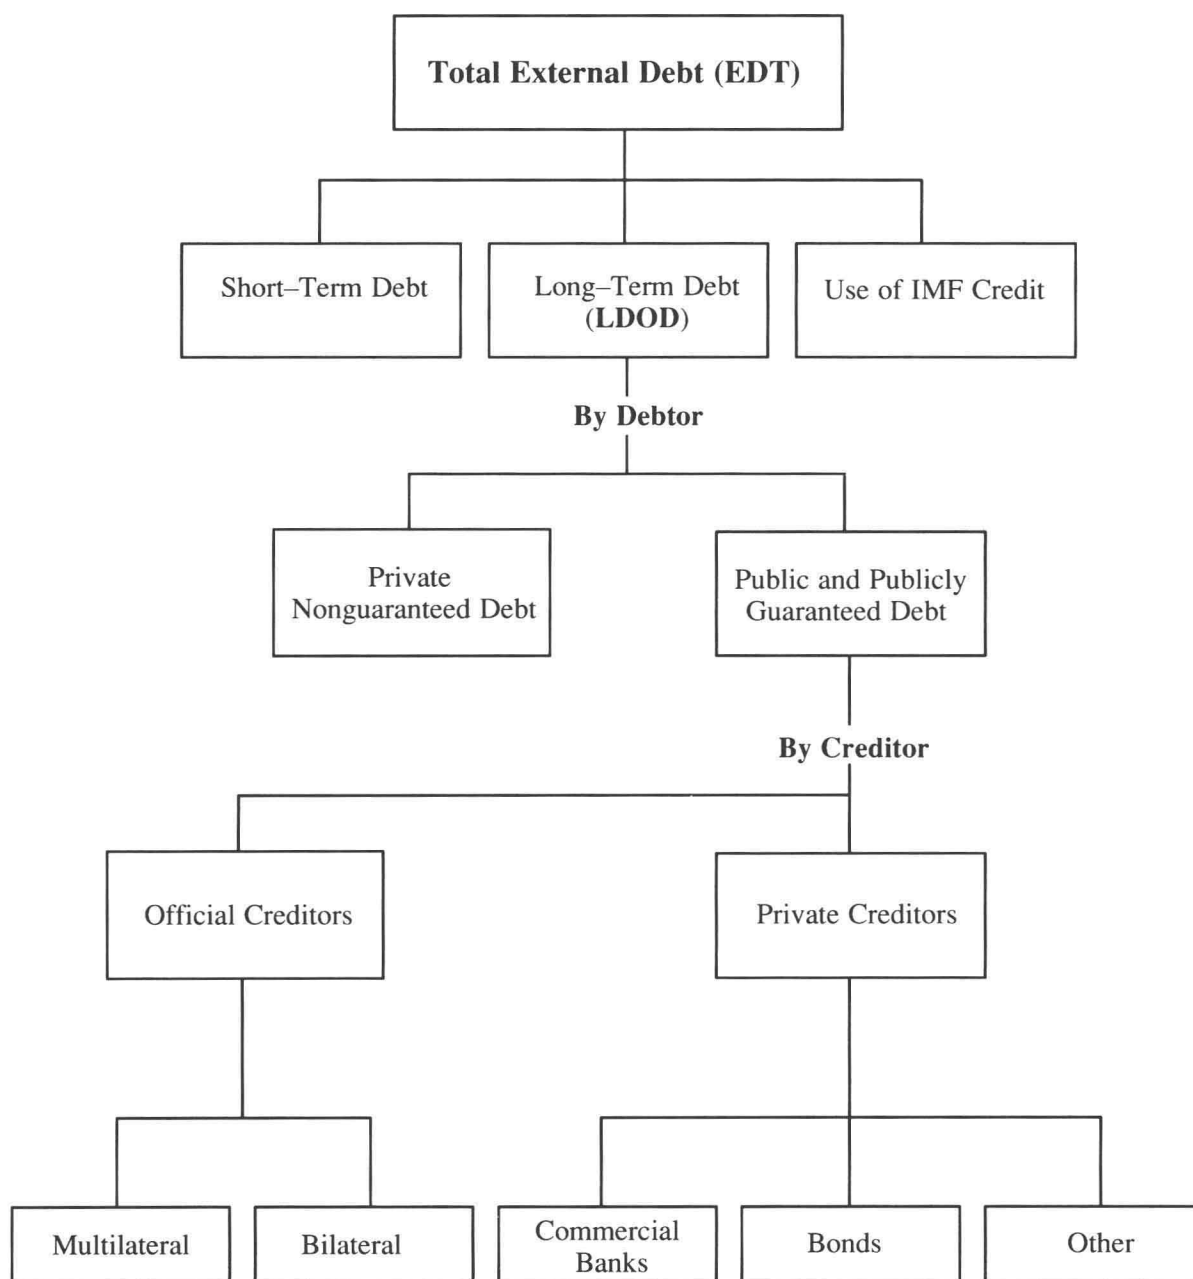 Total External Debt (EDT)
Short–Term Debt
Long–Term Debt
(LDOD)
Use of IMF Credit
By Debtor
Private
Nonguaranteed Debt
Public and Publicly
Guaranteed Debt
By Creditor
Official Creditors
Private Creditors
Multilateral
Bilateral
Commercial
Banks
Bonds
Other